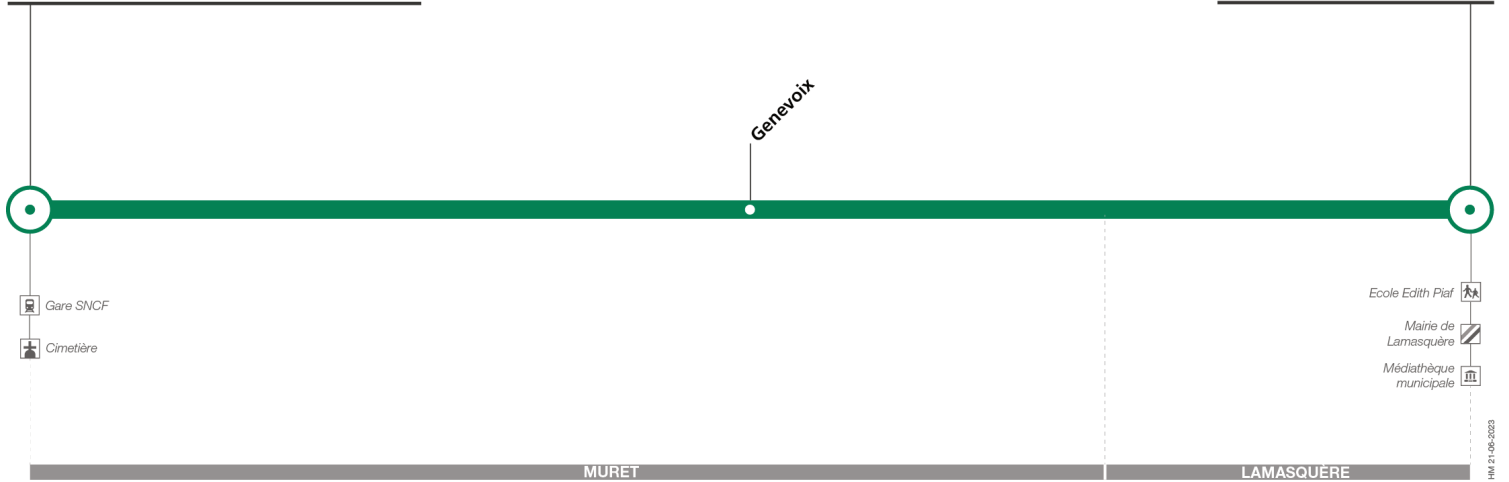 Genevoix
Gare SNCF
Cimetière
Ecole Edith Piaf
Mairie de
Lamasquère
Médiathèque
municipale
MURET
LAMASQUÈRE
HM 21-06-2023